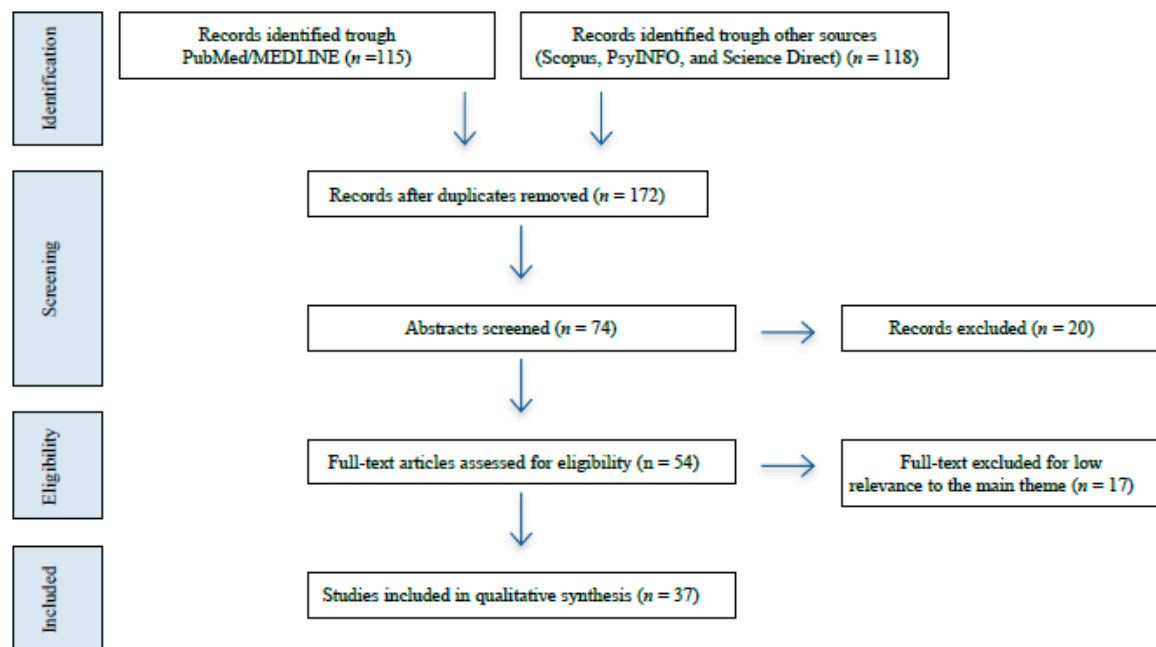 Identification
Records identified trough
PubMed/MEDLINE (n =115)
Records identified trough other sources
(Scopus, PsyINFO, and Science Direct) (n = 118)
Screening
Records after duplicates removed (n = 172)
Abstracts screened (n = 74)
Records excluded (n = 20)
Eligibility
Full-text articles assessed for eligibility (n = 54)
Full-text excluded for low
relevance to the main theme (n = 17)
Included
Studies included in qualitative synthesis (n = 37)